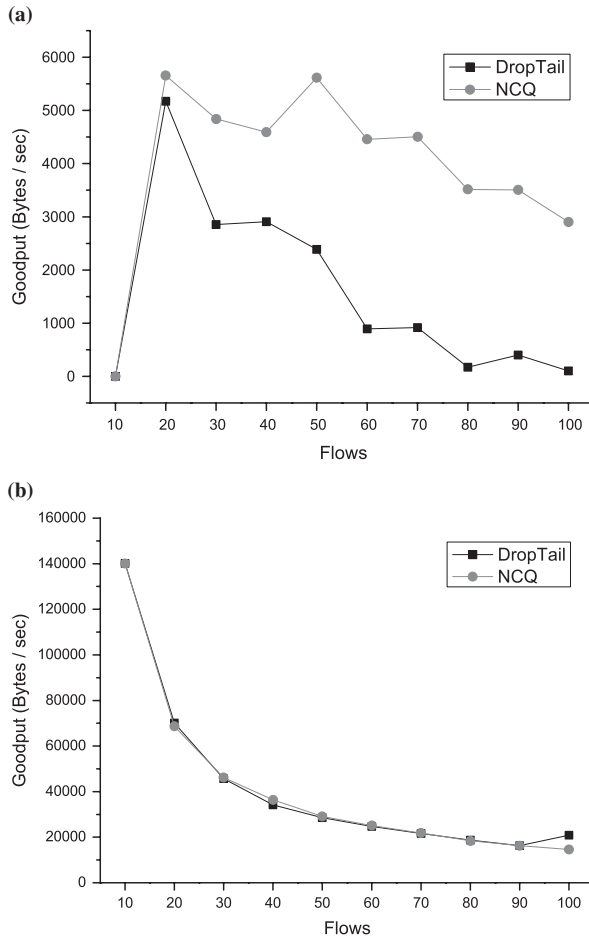 (a)
6000
5000
4000
3000
2000
1000
0
Goodput (Bytes / sec)
DropTail
NCQ
10 20 30 40 50 60 70 80 90 100
Flows
(b)
160000
140000
120000
100000
80000
60000
40000
20000
0
Goodput (Bytes / sec)
DropTail
NCQ
10 20 30 40 50 60 70 80 90 100
Flows